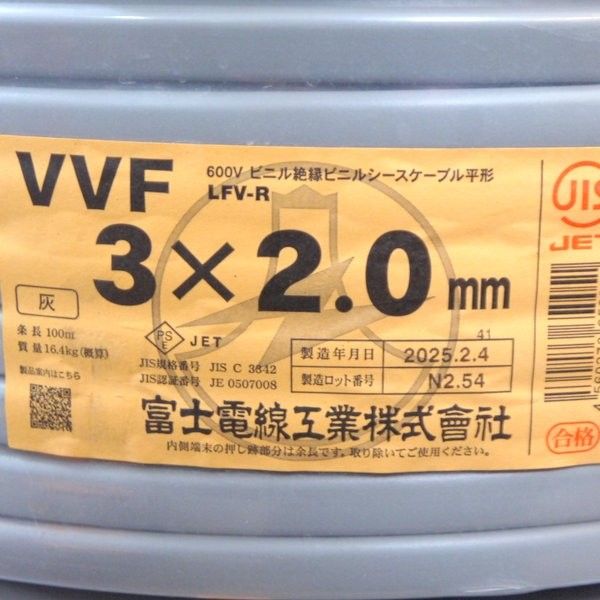 VVF
600V ビニル絶縁ビニルシースケーブル平形
LFV-R
3×2.0mm
灰
条長 100m
質量 16.4kg(概算)
製品案内はこちら
PS
E
JET
JIS規格番号 JIS C 3342
JIS認証番号 JE 0507008
41
製造年月日 2025.2.4
製造ロット番号 N2.54
富士電線工業株式會社
内側端末の押し跡部分は余長です。取り除いてご使用ください。
JIS
JET
合格